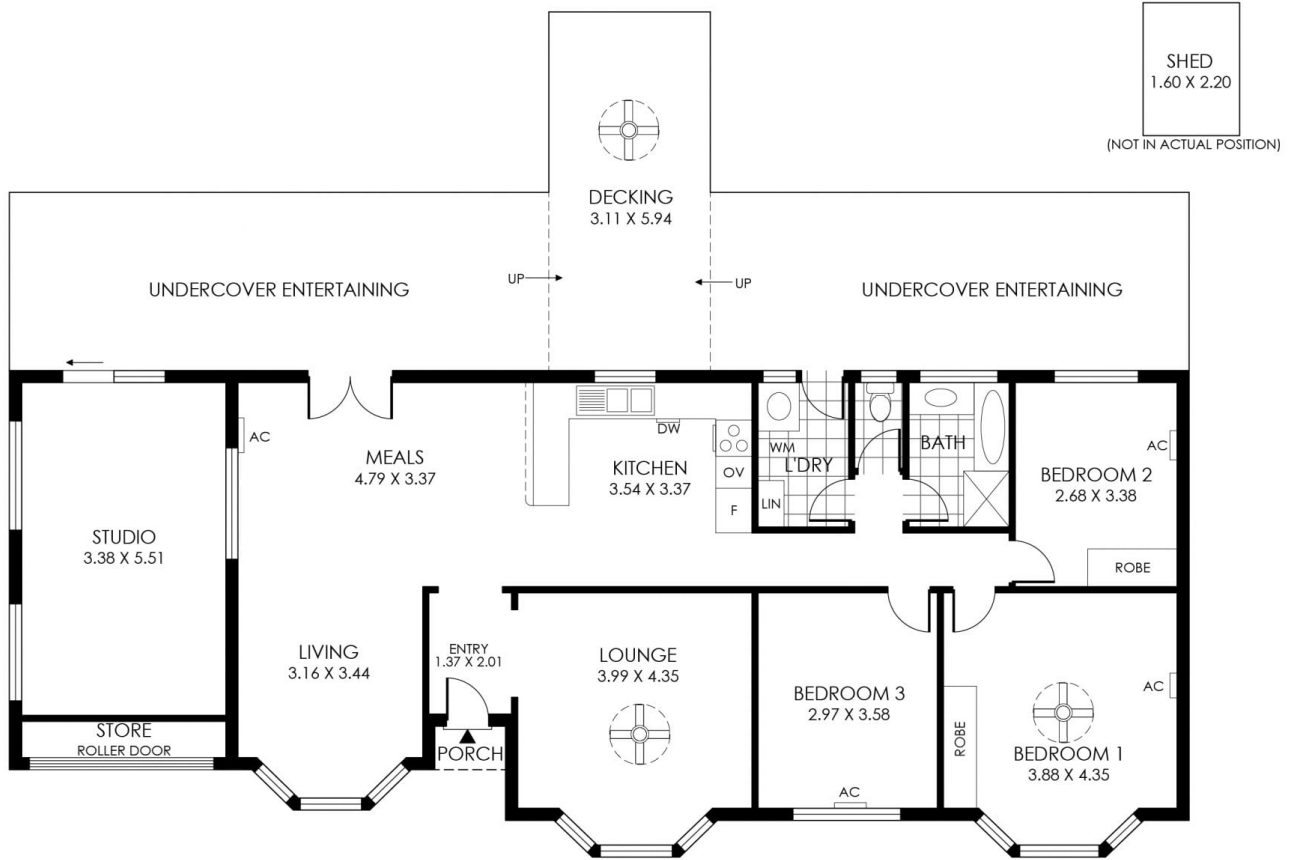 SHED
1.60 X 2.20
(NOT IN ACTUAL POSITION)
DECKING
3.11 X 5.94
UNDERCOVER ENTERTAINING
UP
UP
UNDERCOVER ENTERTAINING
AC
MEALS
4.79 X 3.37
DW
KITCHEN
3.54 X 3.37
OV
F
WM
L'DRY
LIN
BATH
AC
BEDROOM 2
2.68 X 3.38
ROBE
STUDIO
3.38 X 5.51
LIVING
3.16 X 3.44
ENTRY
1.37 X 2.01
LOUNGE
3.99 X 4.35
BEDROOM 3
2.97 X 3.58
AC
AC
ROBE
BEDROOM 1
3.88 X 4.35
STORE
ROLLER DOOR
PORCH